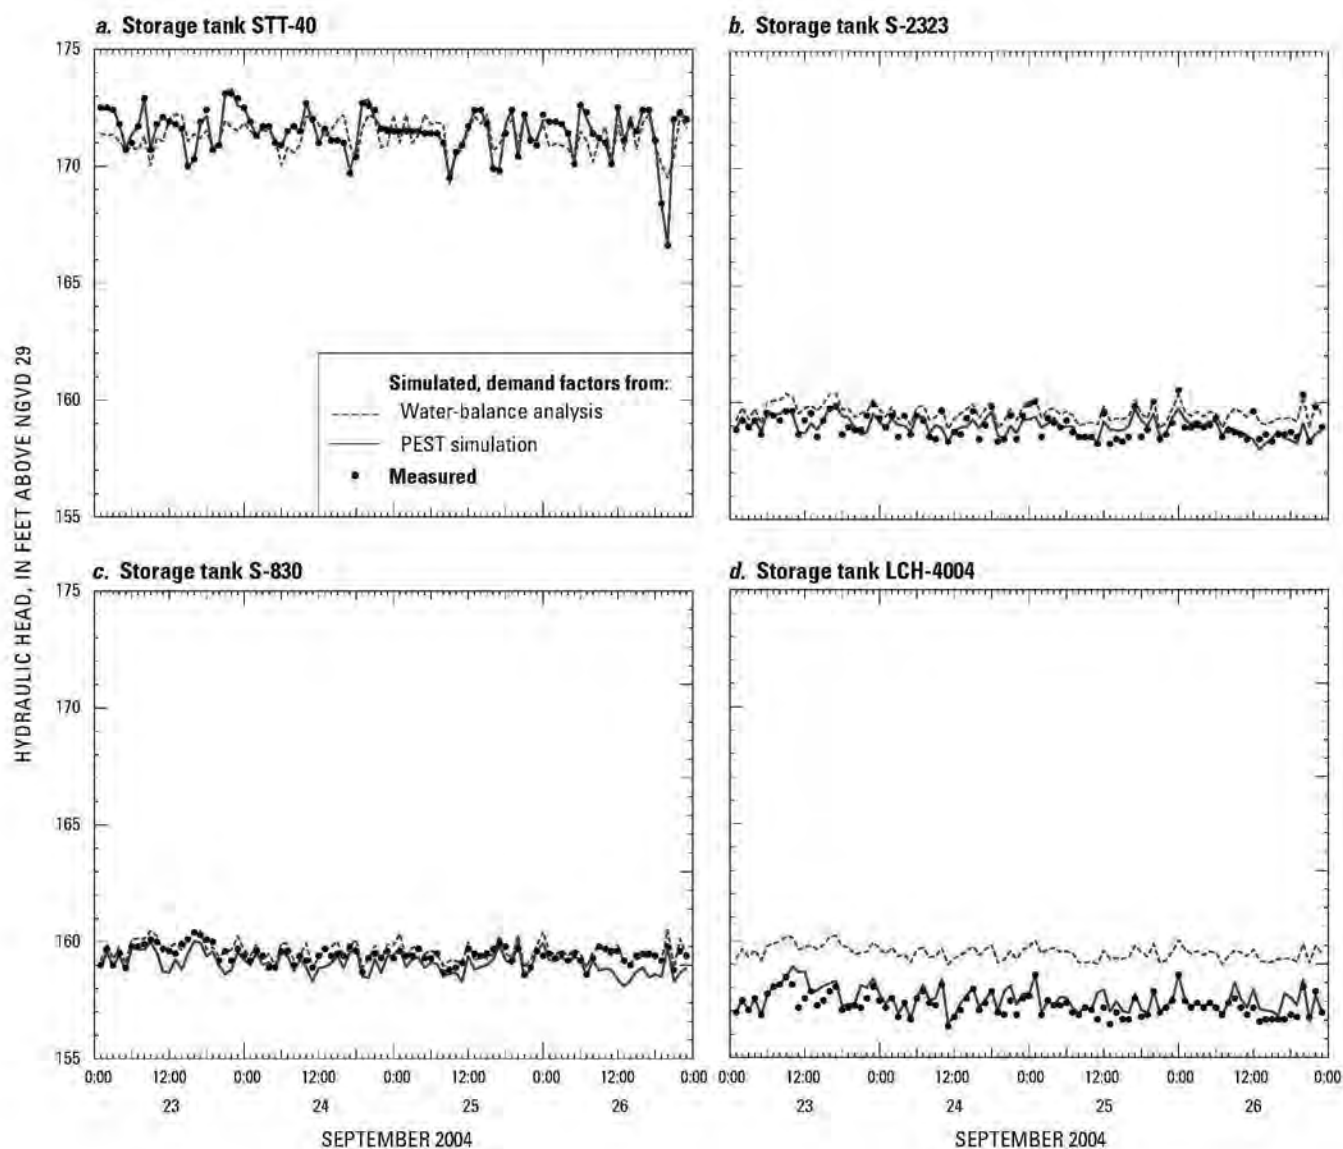 a. Storage tank STT-40
b. Storage tank S-2323
175
170
165
160
155
Simulated, demand factors from:
Water-balance analysis
PEST simulation
Measured
HYDRAULIC HEAD, IN FEET ABOVE NGVD 29
c. Storage tank S-830
d. Storage tank LCH-4004
175
170
165
160
155
0:00 12:00 0:00 12:00 0:00 12:00 0:00 12:00 0:00
0:00 12:00 0:00 12:00 0:00 12:00 0:00 12:00 0:00
23 24 25 26
23 24 25 26
SEPTEMBER 2004
SEPTEMBER 2004